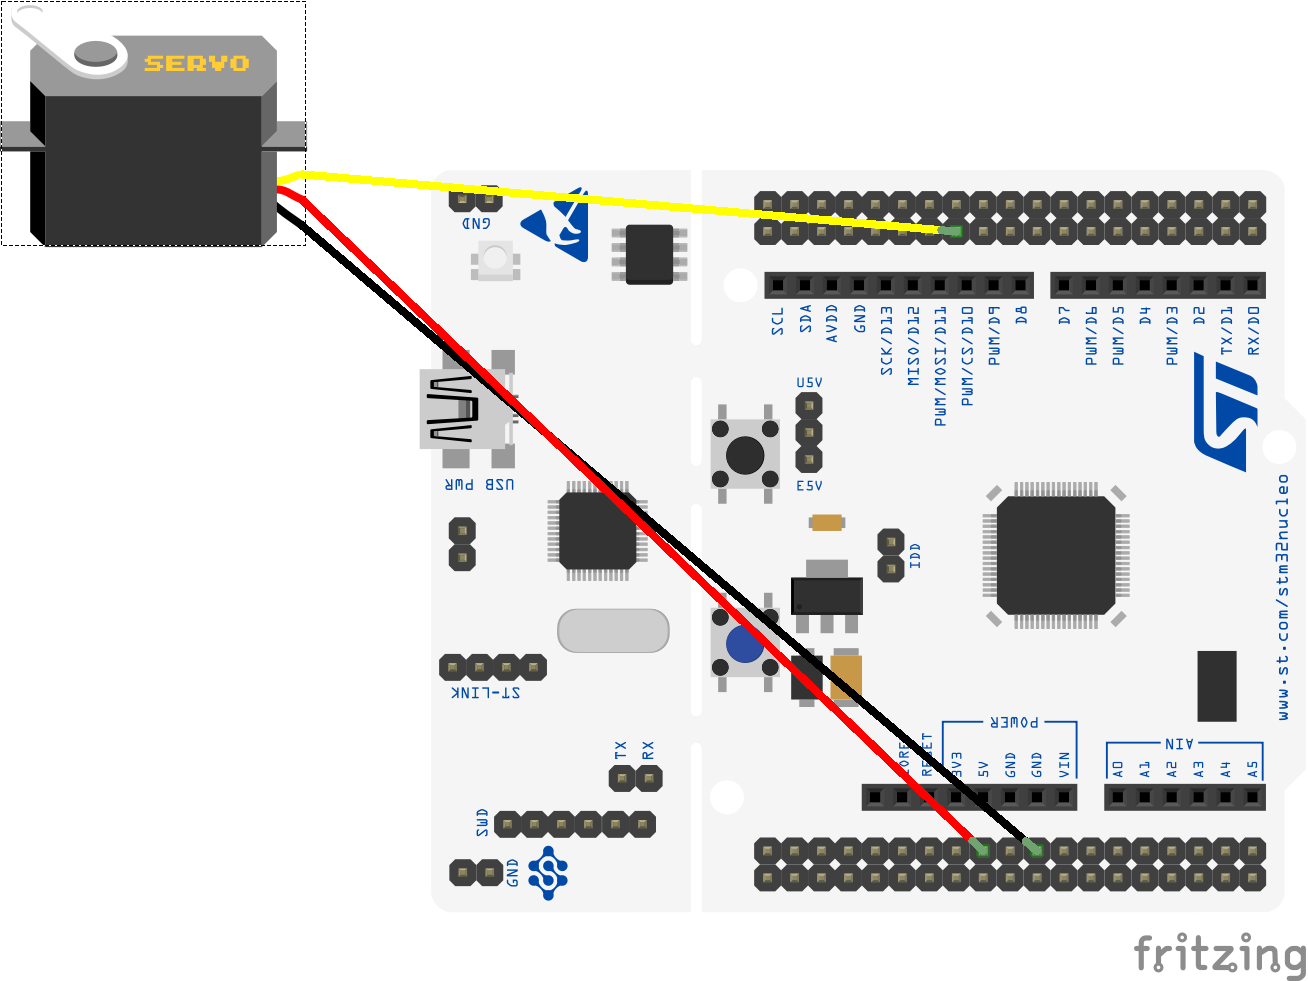 SERVO
GND
SCL
SDA
AVDD
GND
SCK/D13
MISO/D12
PWM/MOSI/D11
PWM/CS/D10
PWM/D9
D8
D7
PWM/D6
PWM/D5
D4
PWM/D3
D2
TX/D1
RX/D0
U5V
E5V
USB PWR
IDD
www.st.com/stm32nucleo
ST-LINK
TX
RX
POWER
3V3
5V
GND
GND
VIN
AIN
A0
A1
A2
A3
A4
A5
SWD
GND
fritzing